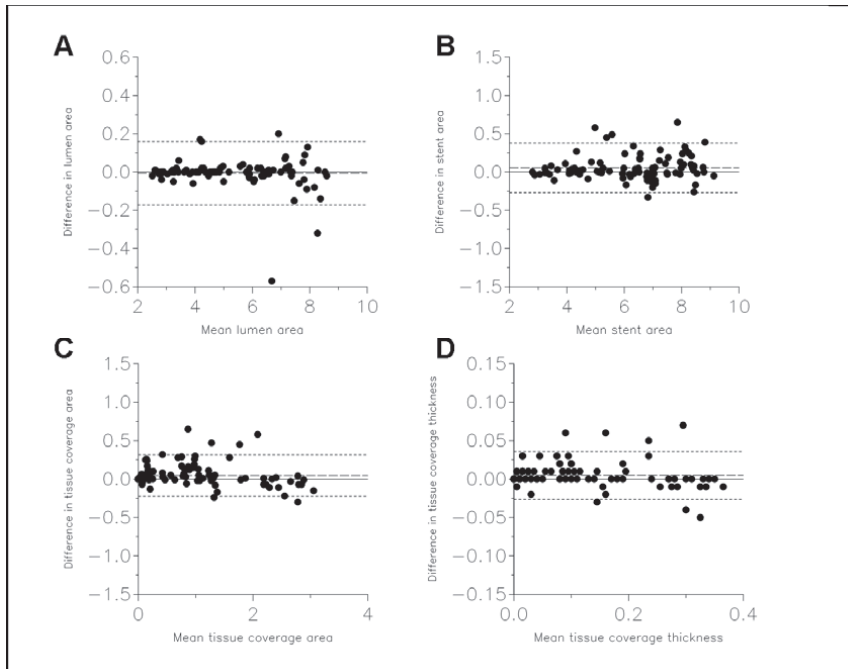 A
0.6
0.4
0.2
0.0
−0.2
−0.4
−0.6
2 4 6 8 10
Difference in lumen area
Mean lumen area
B
1.5
1.0
0.5
0.0
−0.5
−1.0
−1.5
2 4 6 8 10
Difference in stent area
Mean stent area
C
1.5
1.0
0.5
0.0
−0.5
−1.0
−1.5
0 2 4
Difference in tissue coverage area
Mean tissue coverage area
D
0.15
0.10
0.05
0.00
0.05
0.10
0.15
0.0 0.2 0.4
Difference in tissue coverage thickness
Mean tissue coverage thickness